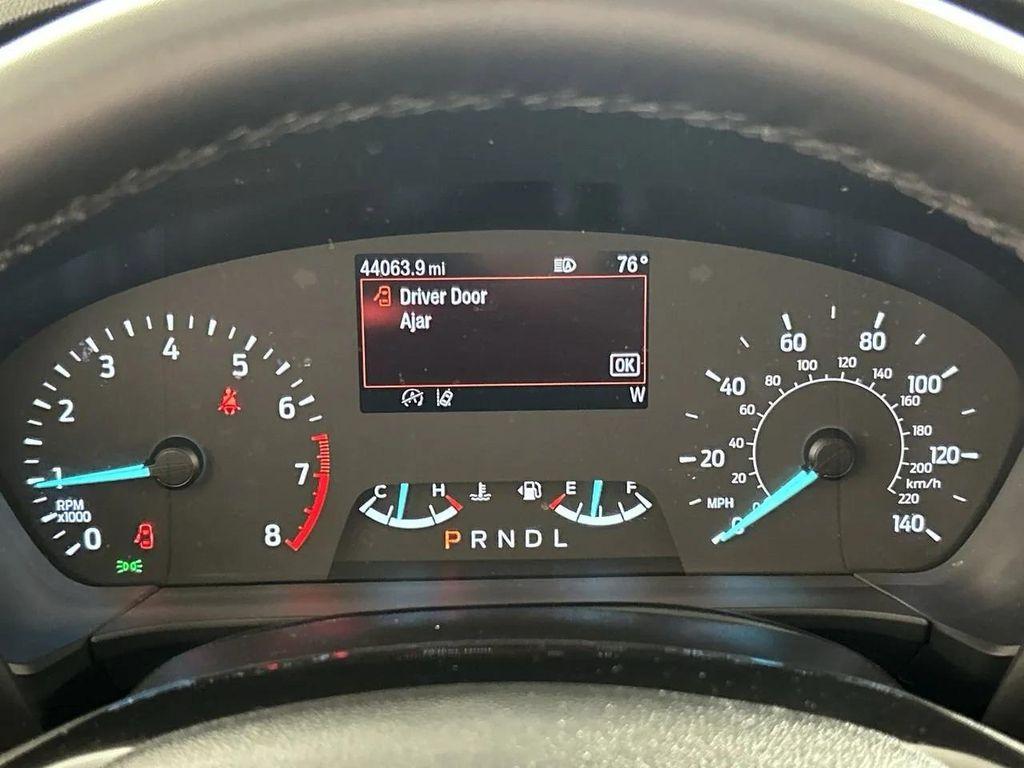 44063.9 mi 76°
Driver Door
Ajar
OK
W
0 1 2 3 4 5 6 7 8
RPM
x1000
C H
E F
P R N D L
0 20 40 60 80 100 120 140
MPH
20 40 60 80 100 120 140 160 180 200 220
km/h